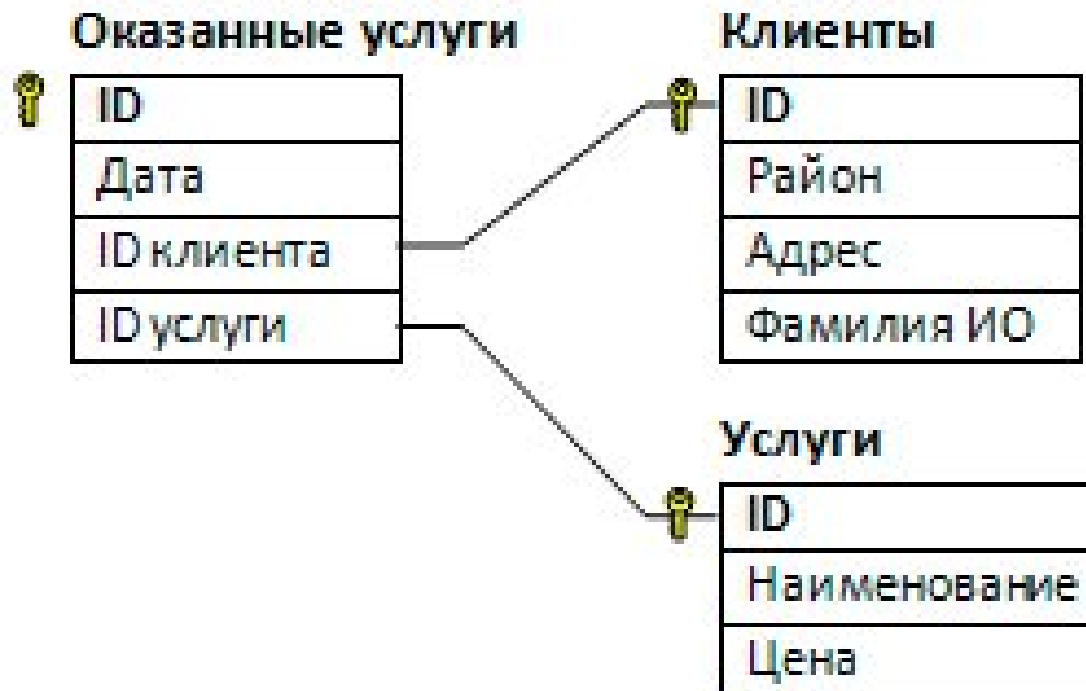 Оказанные услуги
ID
Дата
ID клиента
ID услуги
Клиенты
ID
Район
Адрес
Фамилия ИО
Услуги
ID
Наименование
Цена